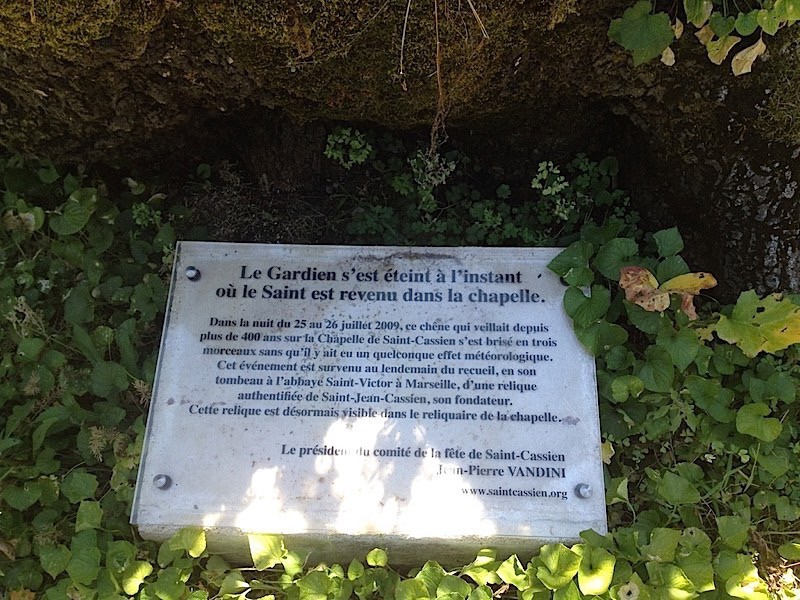 Le Gardien s'est éteint à l'instant
où le Saint est revenu dans la chapelle.
Dans la nuit du 25 au 26 juillet 2009, ce chêne qui veillait depuis
plus de 400 ans sur la Chapelle de Saint-Cassien s'est brisé en trois
morceaux sans qu'il y ait eu un quelconque effet météorologique.
Cet événement est survenu au lendemain du recueil, en son
tombeau à l'abbaye Saint-Victor à Marseille, d'une relique
authentifiée de Saint-Jean-Cassien, son fondateur.
Cette relique est désormais visible dans le reliquaire de la chapelle.
Le président du comité de la fête de Saint-Cassien
Jean-Pierre VANDINI
www.saintcassien.org